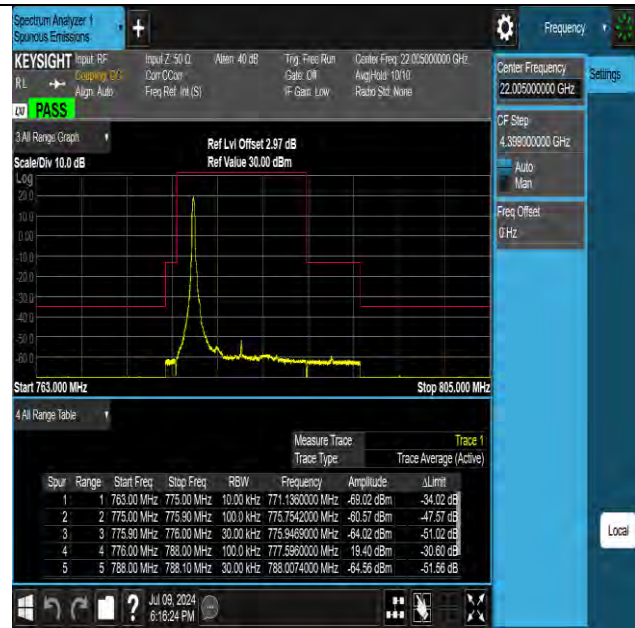 Spectrum Analyzer 1
Spurious Emissions
+
Frequency
KEYSIGHT
RL
Input: RF
Coupling: DC
Align: Auto
Input Z: 50 Ω
Corr CCorr
Freq Ref: Int (S)
Atten: 40 dB
Trig: Free Run
Gate: Off
IF Gain: Low
Center Freq: 22.005000000 GHz
Avg|Hold: 10/10
Radio Std: None
PASS
Center Frequency
22.005000000 GHz
Settings
CF Step
4.399000000 GHz
Auto
Man
Freq Offset
0 Hz
3 All Range Graph
Scale/Div 10.0 dB
Ref Lvl Offset 2.97 dB
Ref Value 30.00 dBm
Log
20.0
10.0
0.00
-10.0
-20.0
-30.0
-40.0
-50.0
-60.0
Start 763.000 MHz
Stop 805.000 MHz
4 All Range Table
Measure Trace Trace 1
Trace Type Trace Average (Active)
Spur Range Start Freq Stop Freq RBW Frequency Amplitude ΔLimit
1 1 763.00 MHz 775.00 MHz 10.00 kHz 771.1360000 MHz -69.02 dBm -34.02 dB
2 2 775.00 MHz 775.90 MHz 100.0 kHz 775.7542000 MHz -60.57 dBm -47.57 dB
3 3 775.90 MHz 776.00 MHz 30.00 kHz 775.9469000 MHz -64.02 dBm -51.02 dB
4 4 776.00 MHz 788.00 MHz 100.0 kHz 777.5960000 MHz 19.40 dBm -30.60 dB
5 5 788.00 MHz 788.10 MHz 30.00 kHz 788.0074000 MHz -64.56 dBm -51.56 dB
Local
?
Jul 09, 2024
6:16:24 PM